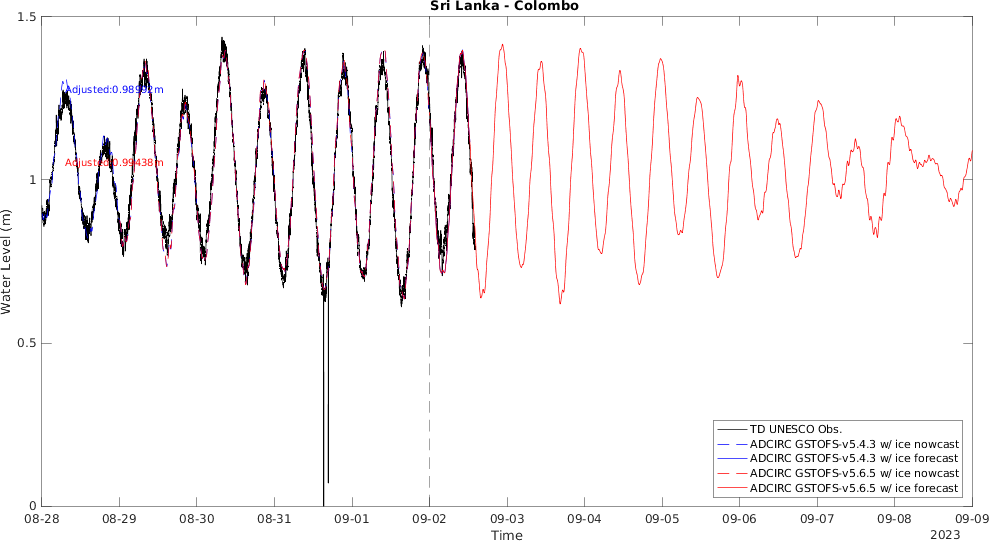 Sri Lanka - Colombo
1.5
Adjusted:0.98992m
Adjusted:0.99438m
1
Water Level (m)
0.5
TD UNESCO Obs.
ADCIRC GSTOFS-v5.4.3 w/ ice nowcast
ADCIRC GSTOFS-v5.4.3 w/ ice forecast
ADCIRC GSTOFS-v5.6.5 w/ ice nowcast
ADCIRC GSTOFS-v5.6.5 w/ ice forecast
0
08-28 08-29 08-30 08-31 09-01 09-02 09-03 09-04 09-05 09-06 09-07 09-08 09-09
Time
2023